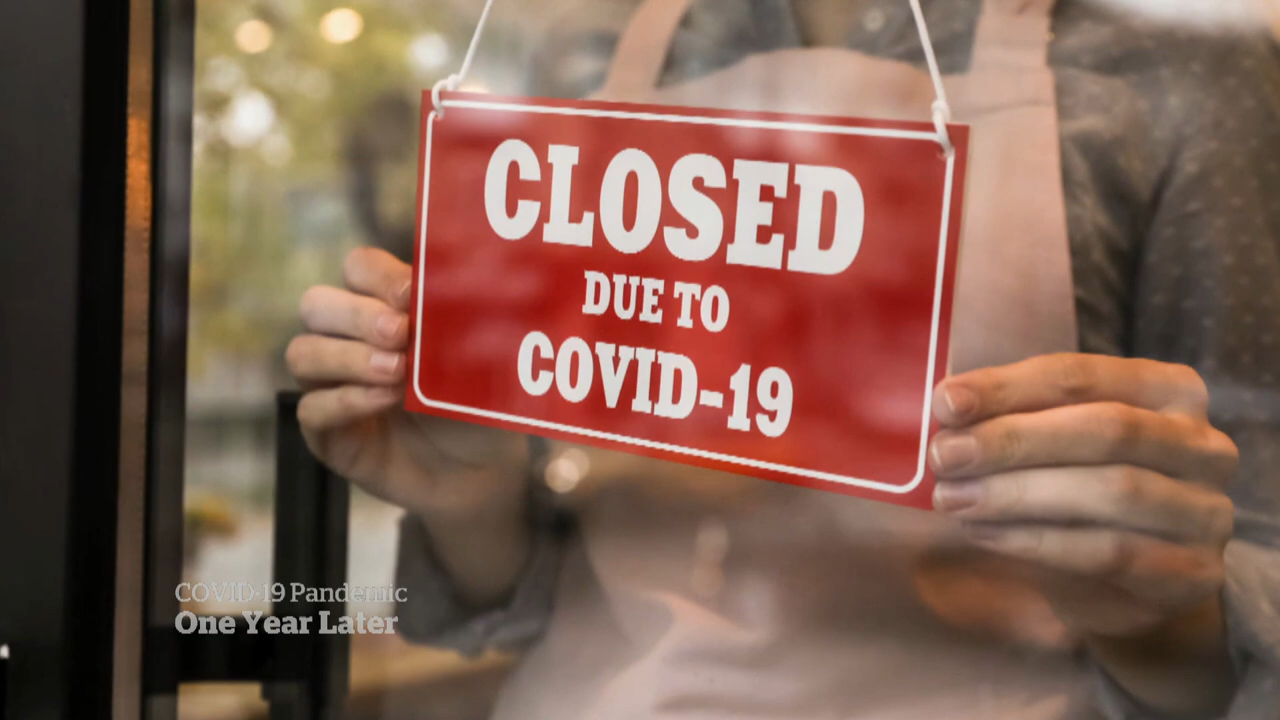 CLOSED
DUE TO
COVID-19
COVID-19 Pandemic
One Year Later